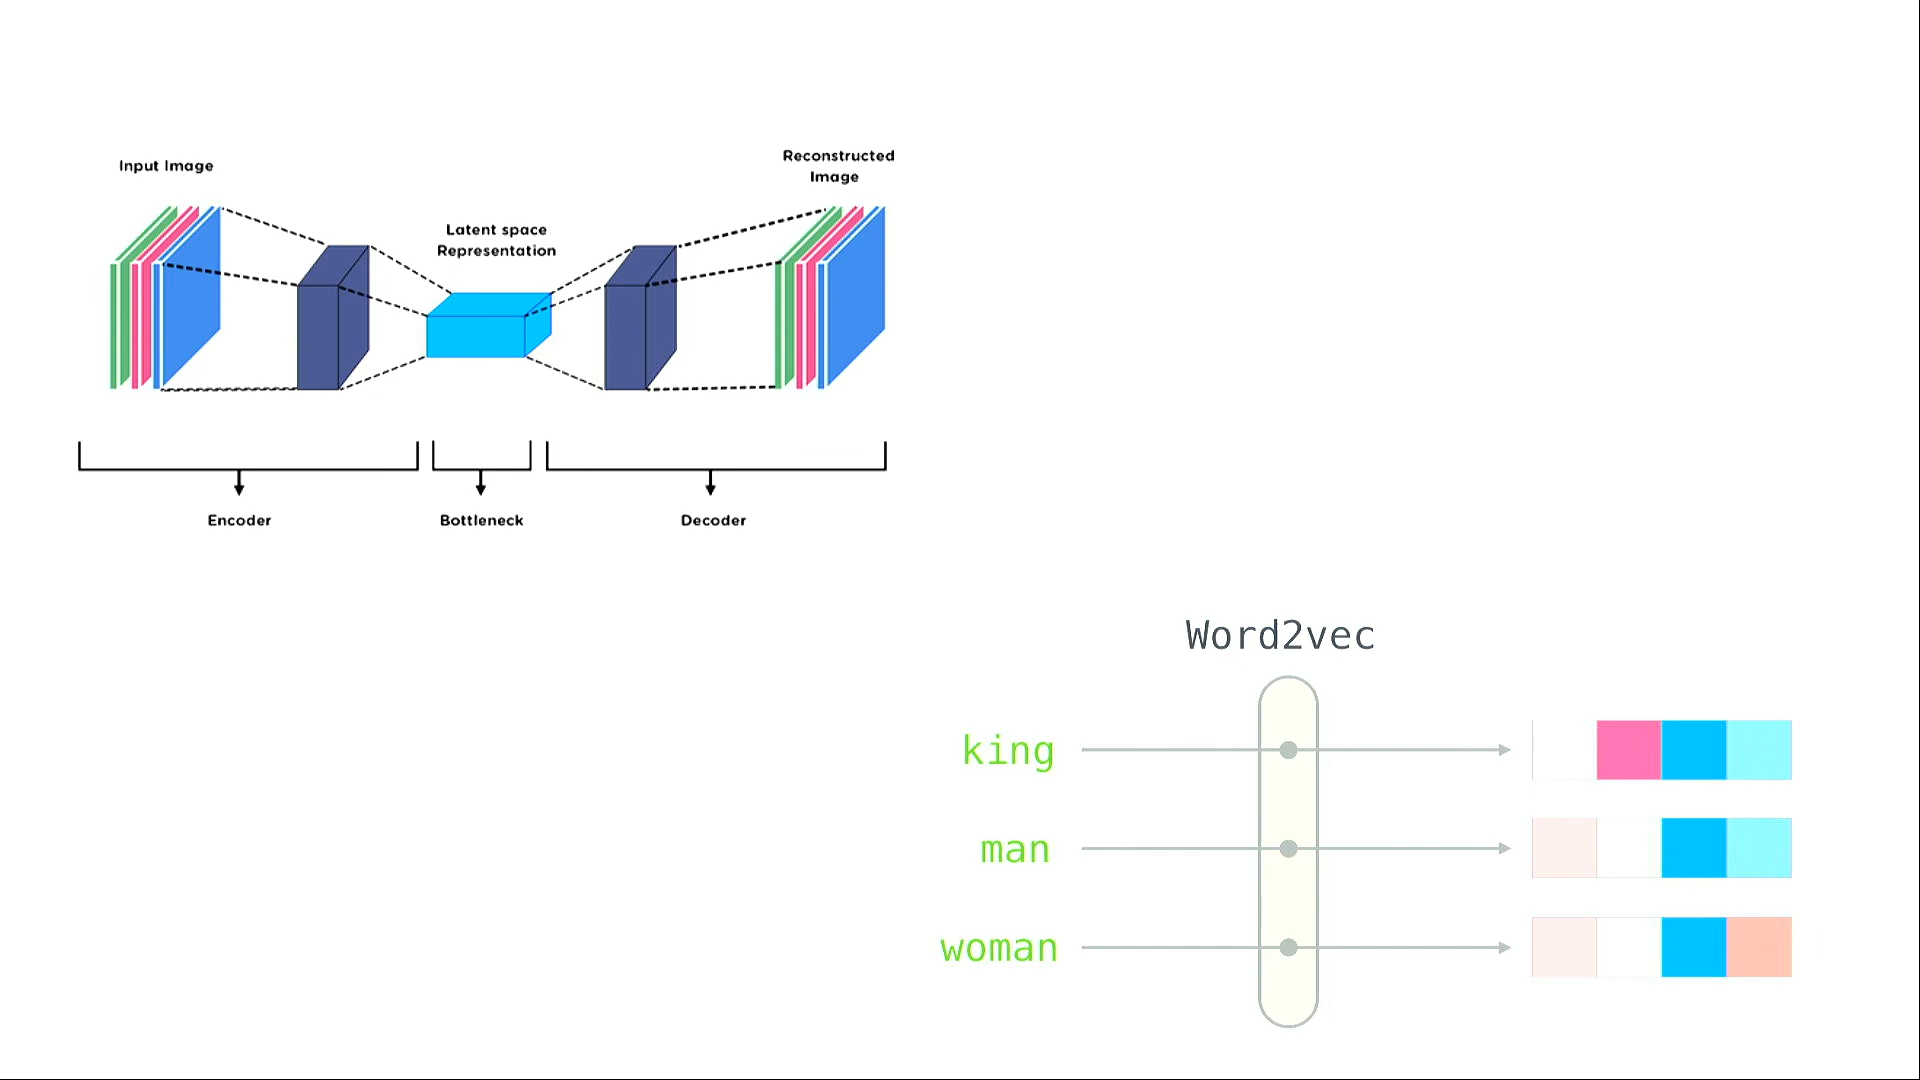 Input Image
Reconstructed
Image
Latent space
Representation
Encoder
Bottleneck
Decoder
Word2vec
king
man
woman